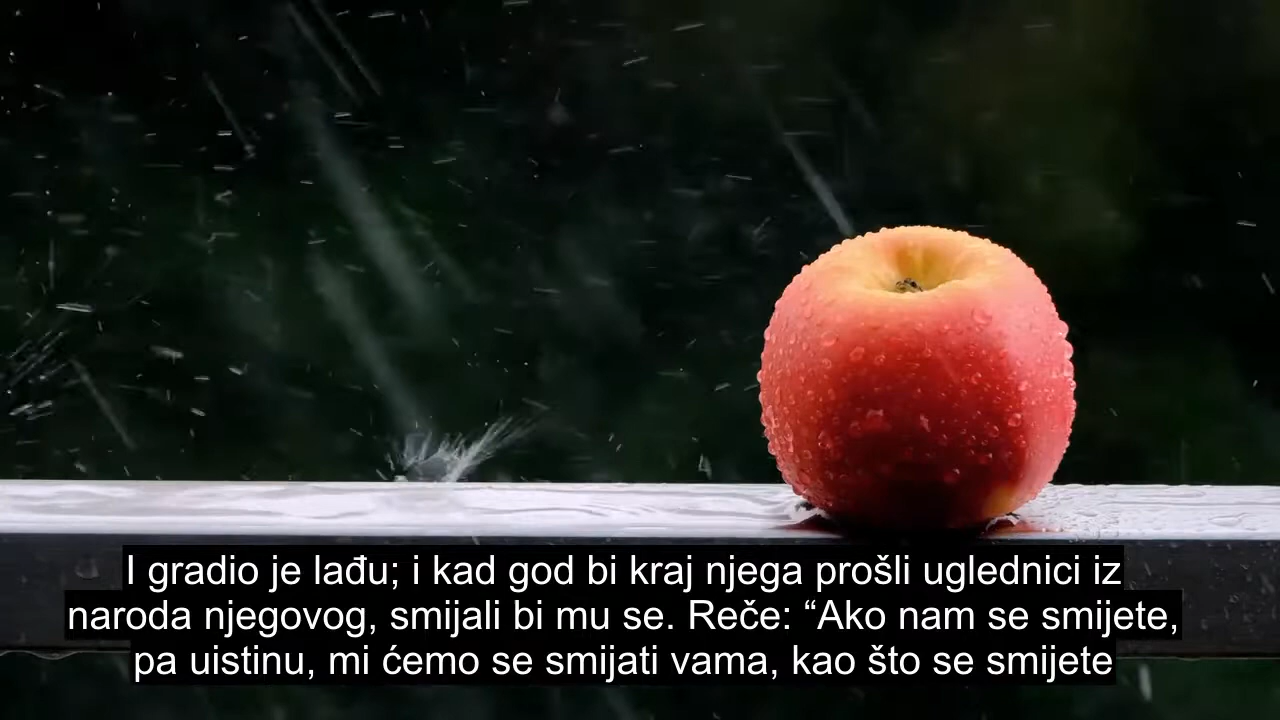 I gradio je lađu; i kad god bi kraj njega prošli uglednici iz
naroda njegovog, smijali bi mu se. Reče: “Ako nam se smijete,
pa uistinu, mi ćemo se smijati vama, kao što se smijete